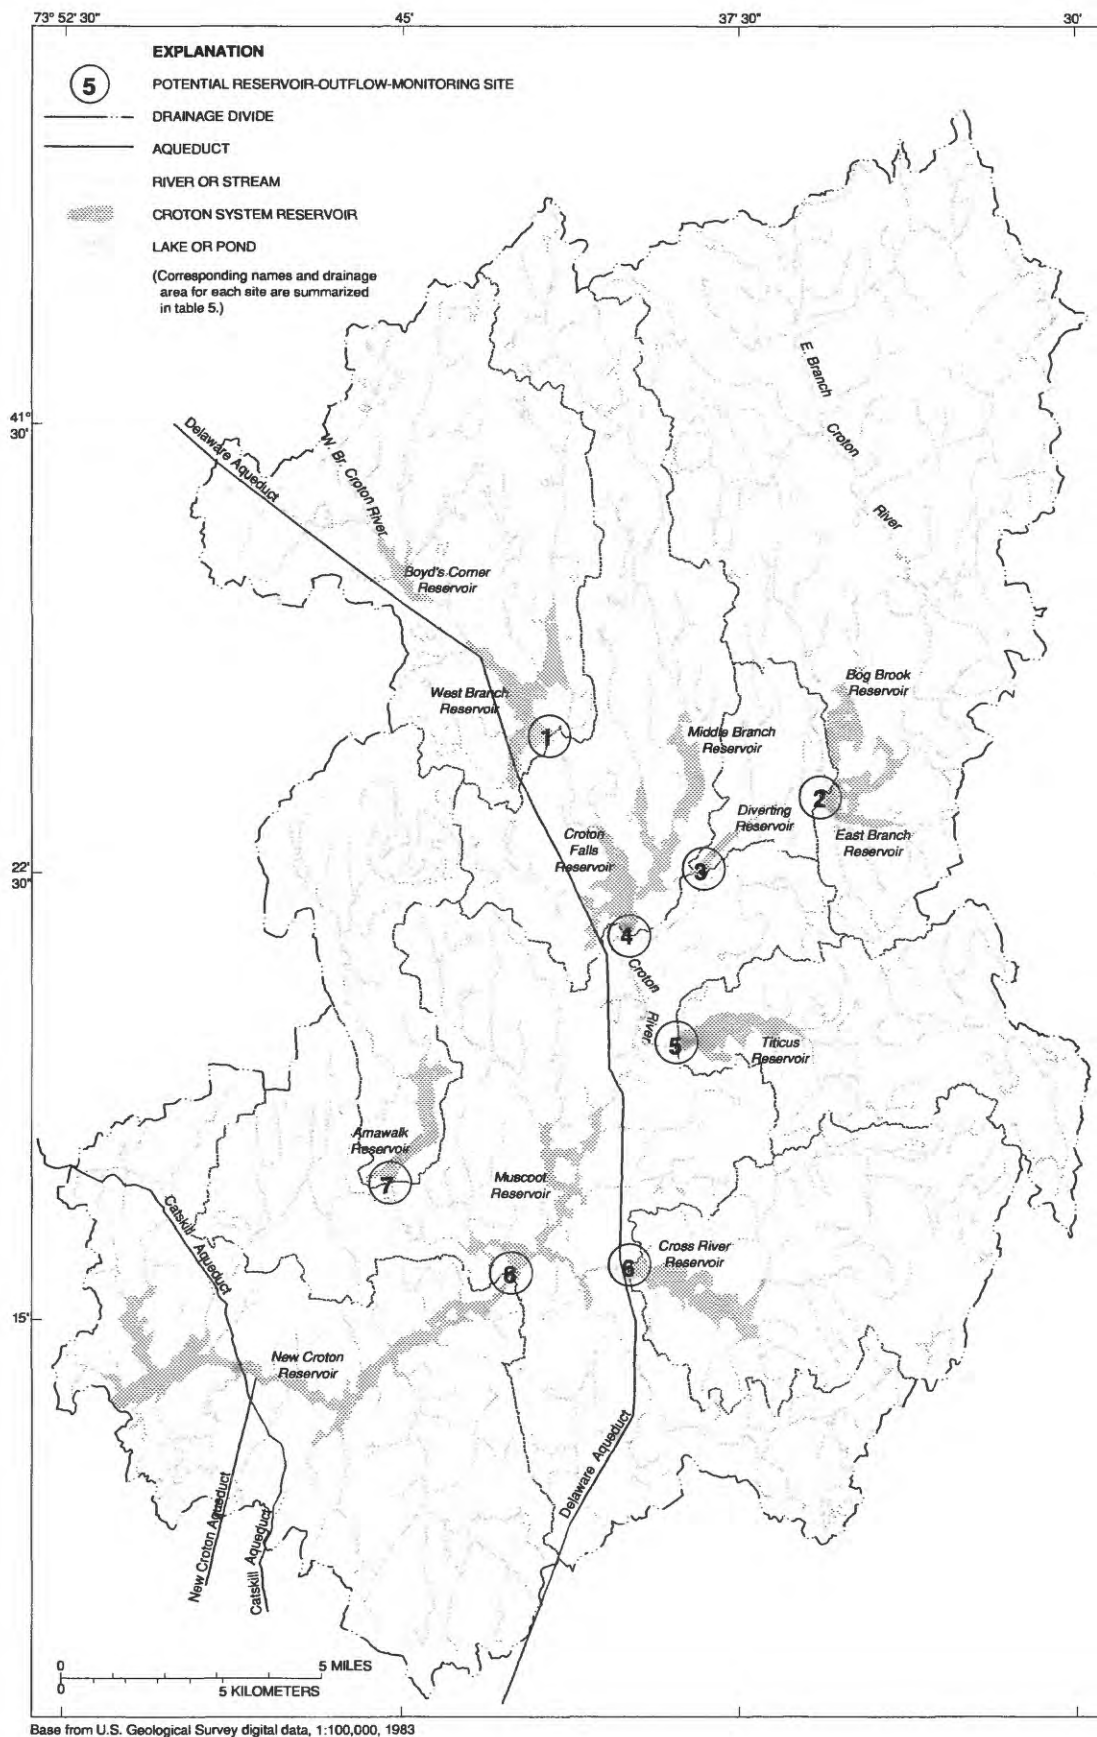 73° 52' 30"
45'
37' 30"
30'
EXPLANATION
5
POTENTIAL RESERVOIR-OUTFLOW-MONITORING SITE
DRAINAGE DIVIDE
AQUEDUCT
RIVER OR STREAM
CROTON SYSTEM RESERVOIR
LAKE OR POND
(Corresponding names and drainage
area for each site are summarized
in table 5.)
41°
30'
E. Branch
Croton
River
Delaware Aqueduct
W. Br. Croton River
Boyd's Corner
Reservoir
West Branch
Reservoir
1
Bog Brook
Reservoir
Middle Branch
Reservoir
2
Diverting
Reservoir
East Branch
Reservoir
Croton
Falls
Reservoir
22'
30"
3
4
Croton
River
5
Titicus
Reservoir
Amawalk
Reservoir
7
Muscoot
Reservoir
Catskill Aqueduct
Cross River
Reservoir
6
6
15'
New Croton
Reservoir
Delaware Aqueduct
New Croton Aqueduct
Catskill Aqueduct
0
5 MILES
0
5 KILOMETERS
Base from U.S. Geological Survey digital data, 1:100,000, 1983